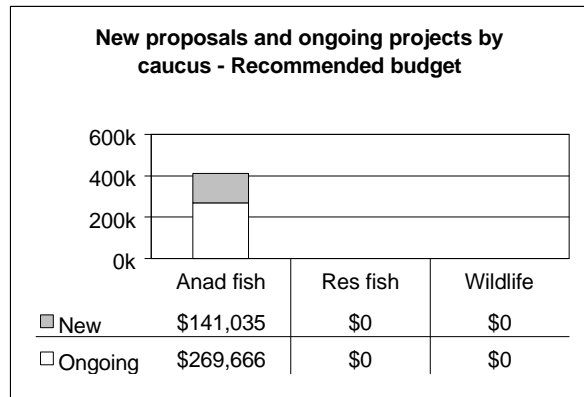 New proposals and ongoing projects by
caucus - Recommended budget
600k
400k
200k
0k
Anad fish Res fish Wildlife
New $141,035 $0 $0
Ongoing $269,666 $0 $0